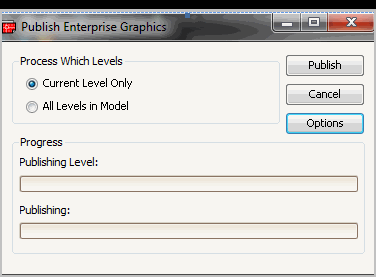 Publish Enterprise Graphics
Process Which Levels
Current Level Only
All Levels in Model
Publish
Cancel
Options
Progress
Publishing Level:
Publishing: